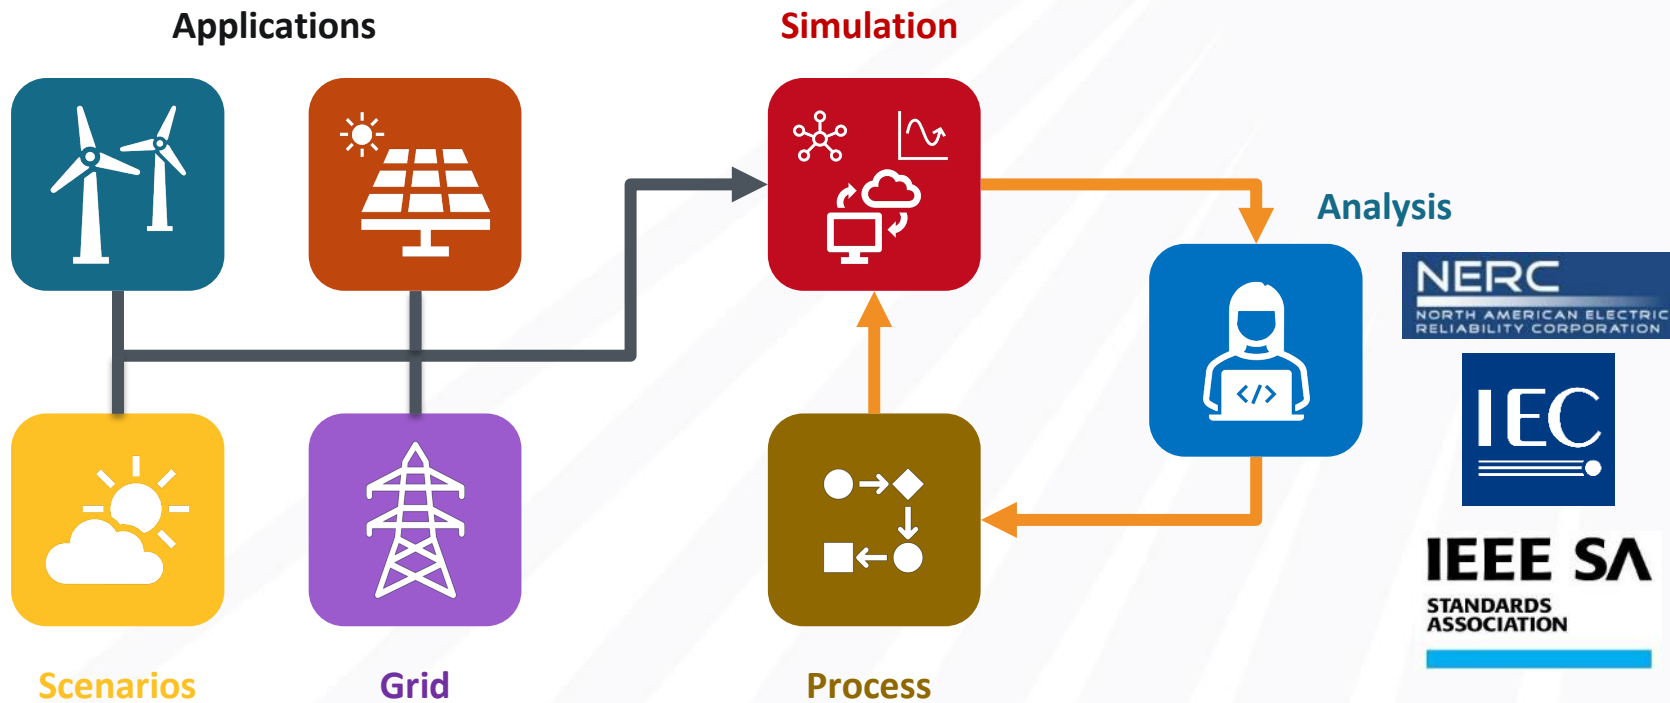 Applications
Simulation
Analysis
NERC
NORTH AMERICAN ELECTRIC
RELIABILITY CORPORATION
</>
IEC
IEEE SA
STANDARDS
ASSOCIATION
Scenarios
Grid
Process